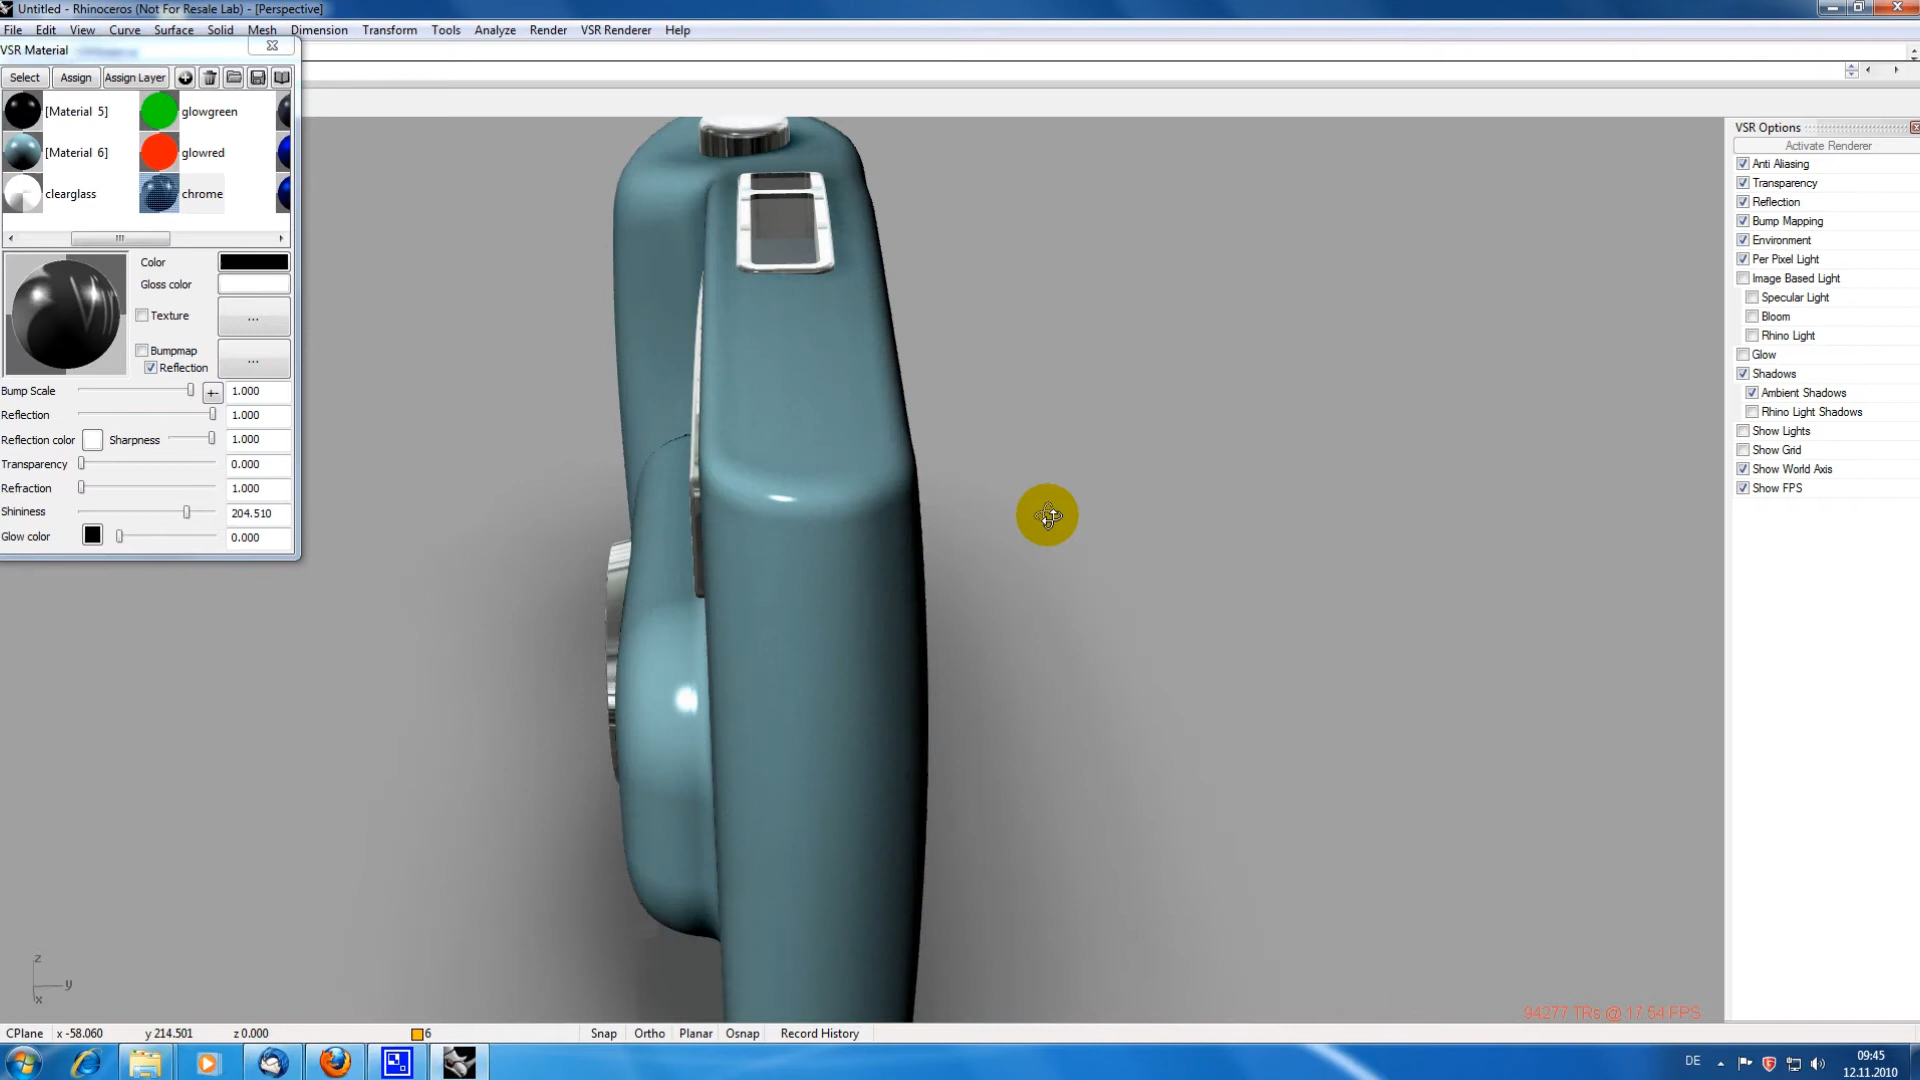 Untitled - Rhinoceros (Not For Resale Lab) - [Perspective]
File Edit View Curve Surface Solid Mesh Dimension Transform Tools Analyze Render VSR Renderer Help
VSR Material
Select Assign Assign Layer
[Material 5] glowgreen
[Material 6] glowred
clearglass chrome
Color
Gloss color
Texture ...
Bumpmap ...
Reflection
Bump Scale +- 1.000
Reflection 1.000
Reflection color Sharpness 1.000
Transparency 0.000
Refraction 1.000
Shininess 204.510
Glow color 0.000
VSR Options
Activate Renderer
Anti Aliasing
Transparency
Reflection
Bump Mapping
Environment
Per Pixel Light
Image Based Light
Specular Light
Bloom
Rhino Light
Glow
Shadows
Ambient Shadows
Rhino Light Shadows
Show Lights
Show Grid
Show World Axis
Show FPS
z
y
x
94277 TRs @ 17.54 FPS
CPlane x -58.060 y 214.501 z 0.000 6 Snap Ortho Planar Osnap Record History
DE 09:45
12.11.2010